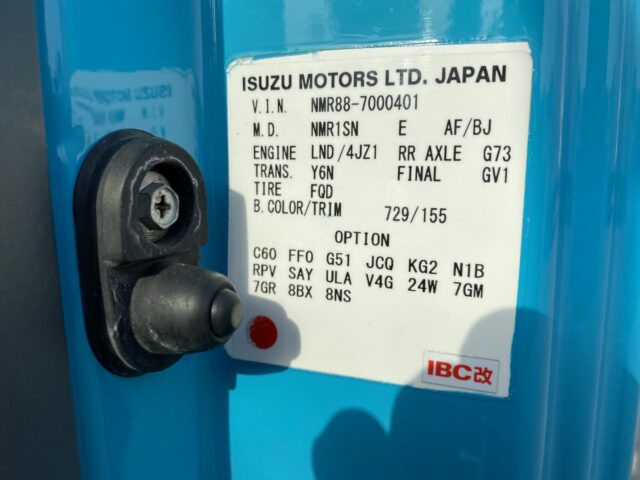 ISUZU MOTORS LTD. JAPAN
V.I.N. NMR88-7000401
M.D. NMR1SN E AF/BJ
ENGINE LND/4JZ1 RR AXLE G73
TRANS. Y6N FINAL GV1
TIRE FQD
B.COLOR/TRIM 729/155
OPTION
C60 FF0 G51 JCQ KG2 N1B
RPV SAY ULA V4G 24W 7GM
7GR 8BX 8NS
IBC改